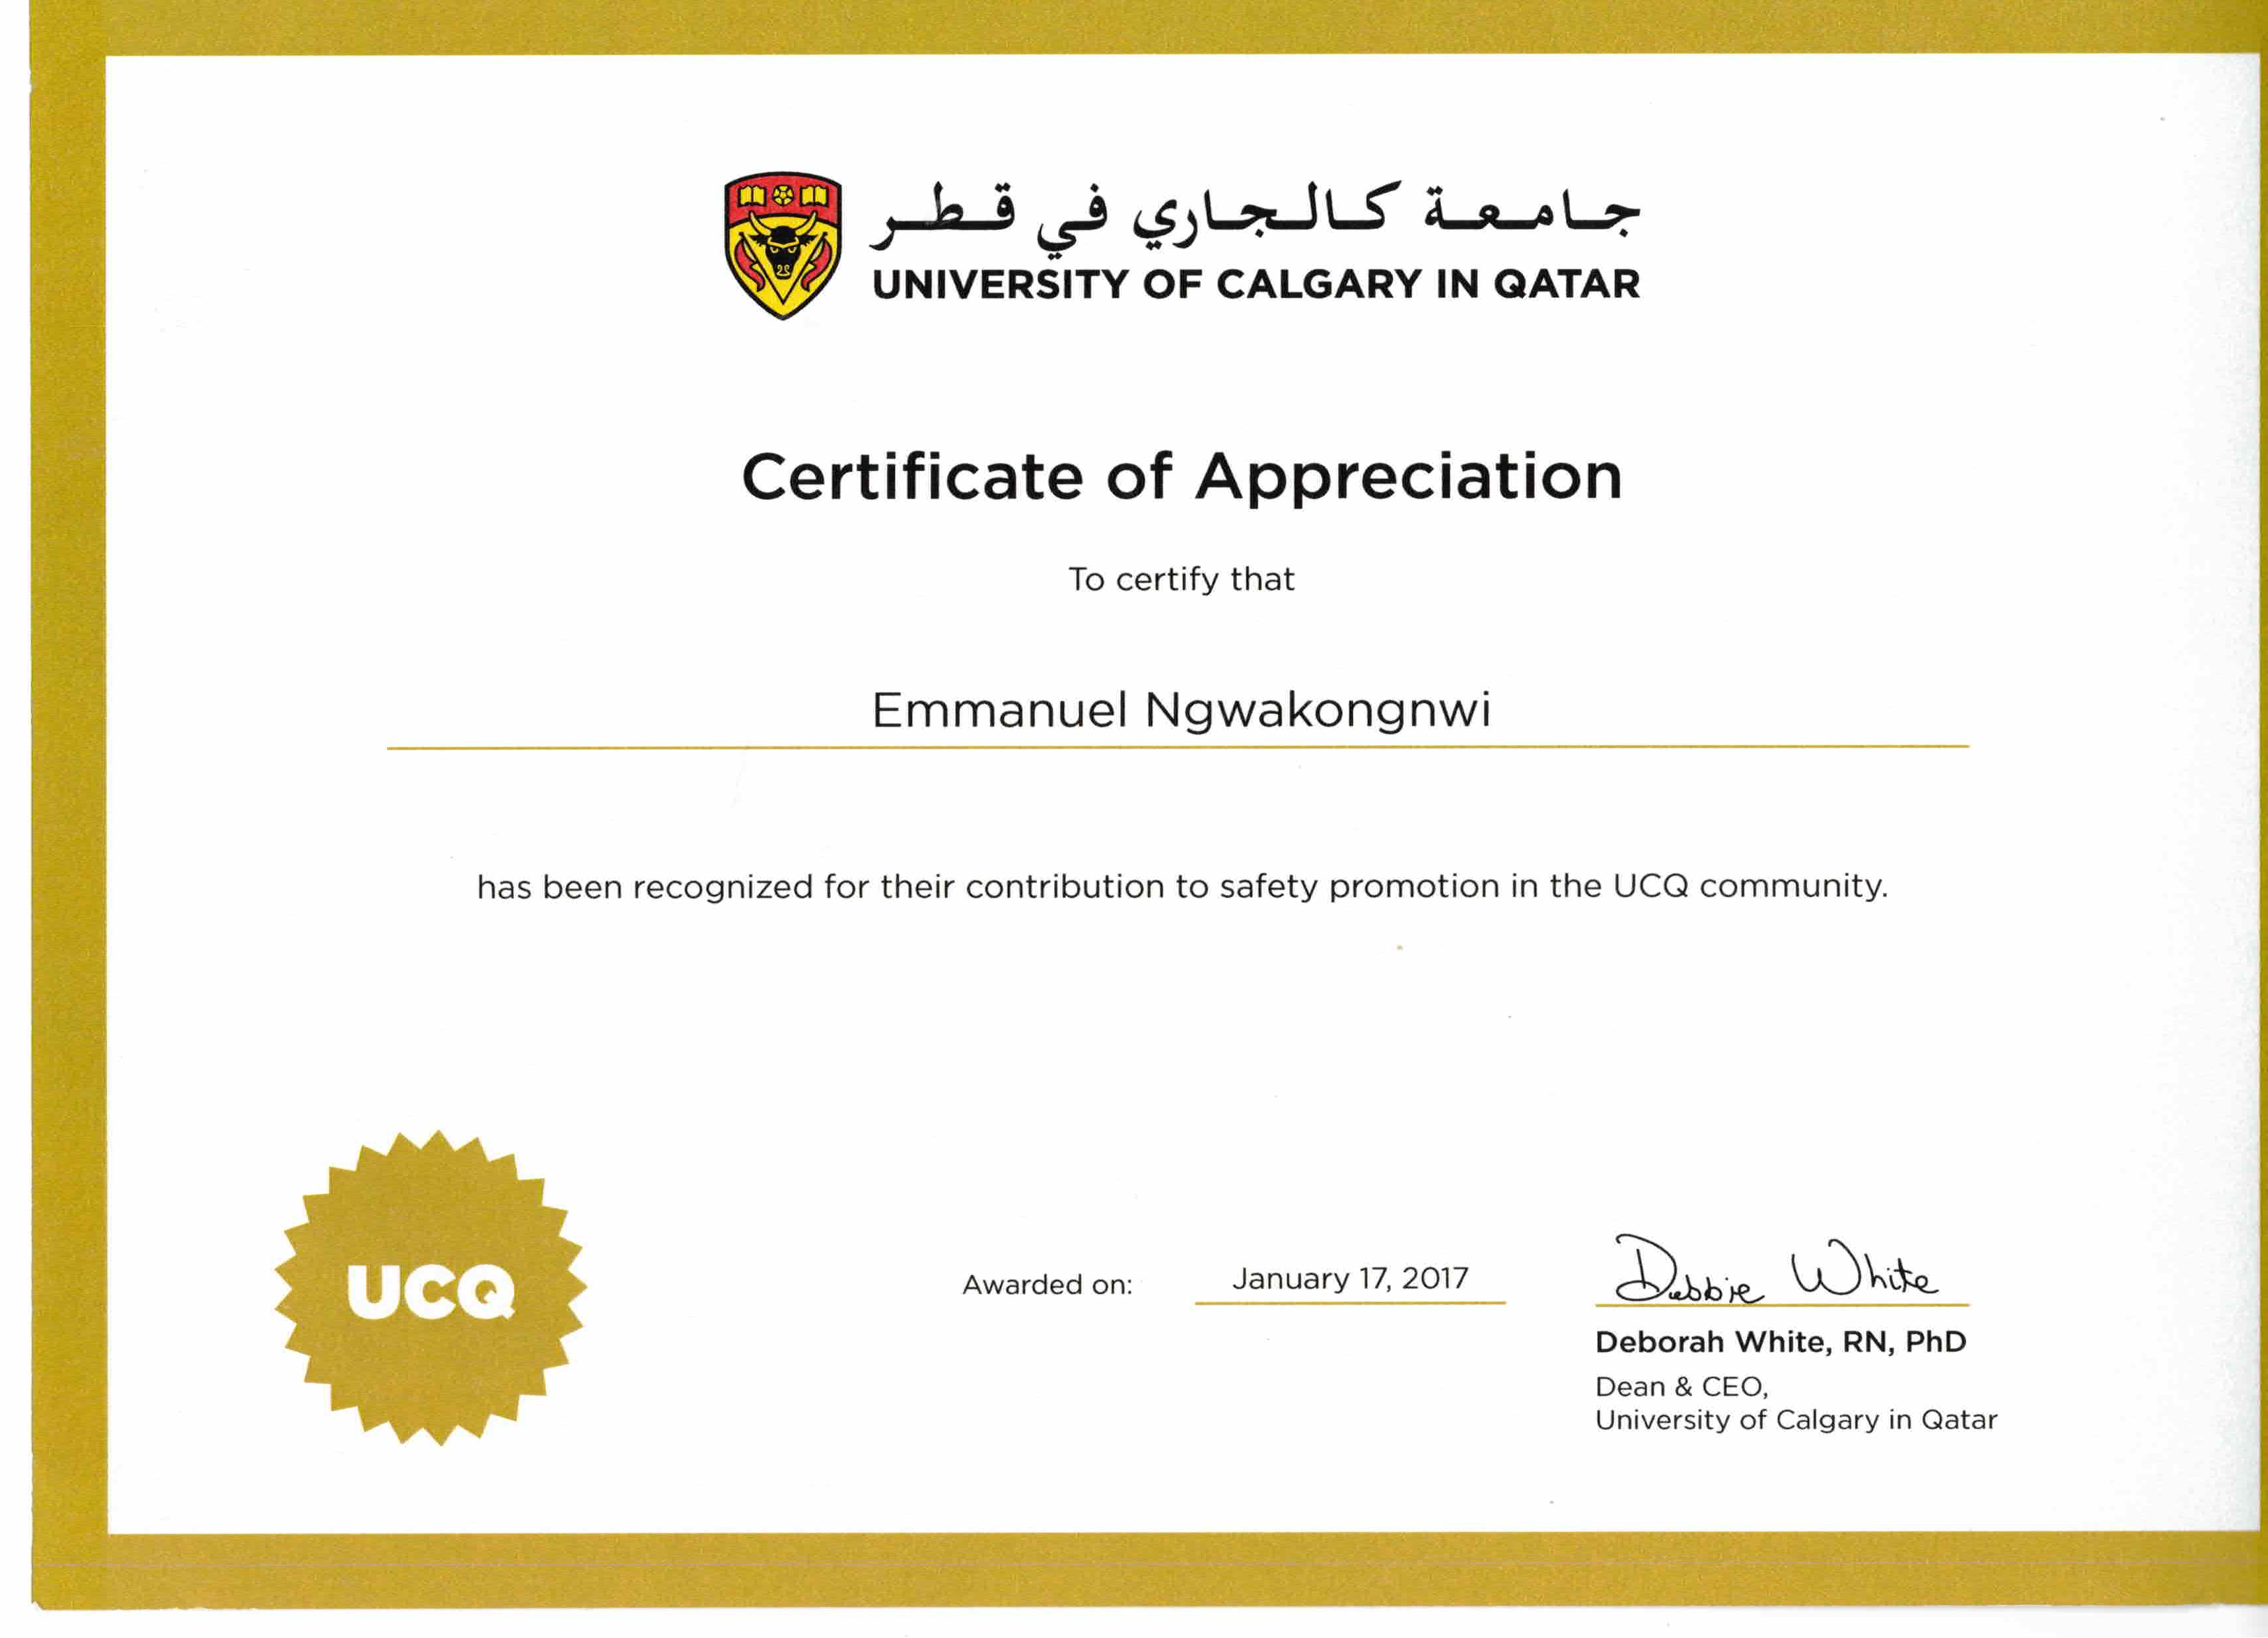 جامعة كالجاري في قطر
UNIVERSITY OF CALGARY IN QATAR
Certificate of Appreciation
To certify that
Emmanuel Ngwakongnwi
has been recognized for their contribution to safety promotion in the UCQ community.
UCQ
Awarded on: January 17, 2017
Debbie White
Deborah White, RN, PhD
Dean & CEO,
University of Calgary in Qatar